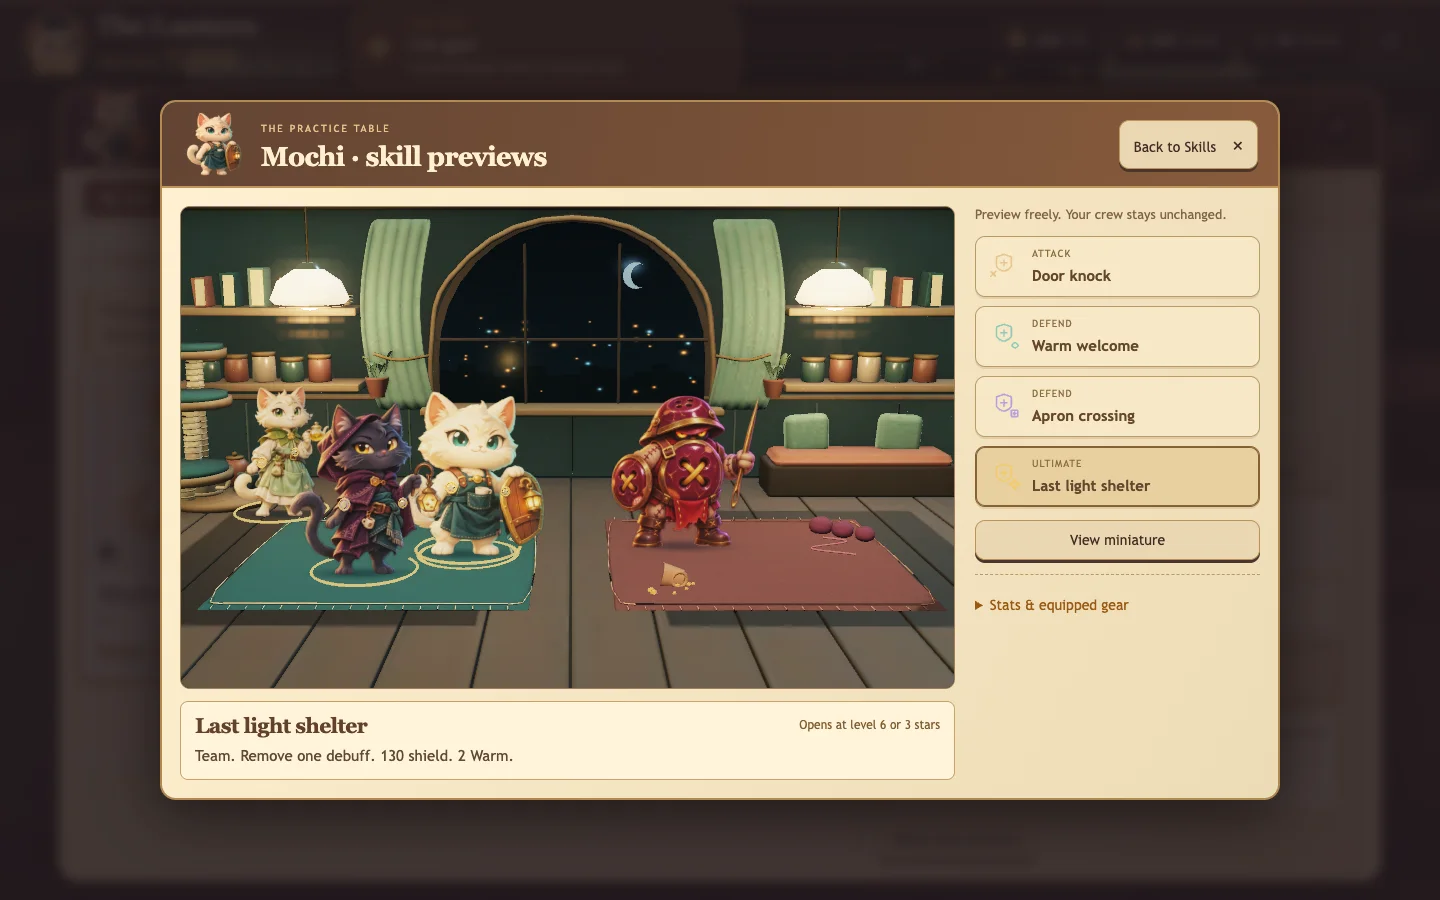 THE PRACTICE TABLE
Mochi · skill previews
Back to Skills ×
Preview freely. Your crew stays unchanged.
ATTACK
Door knock
DEFEND
Warm welcome
DEFEND
Apron crossing
ULTIMATE
Last light shelter
View miniature
Stats & equipped gear
Last light shelter
Opens at level 6 or 3 stars
Team. Remove one debuff. 130 shield. 2 Warm.